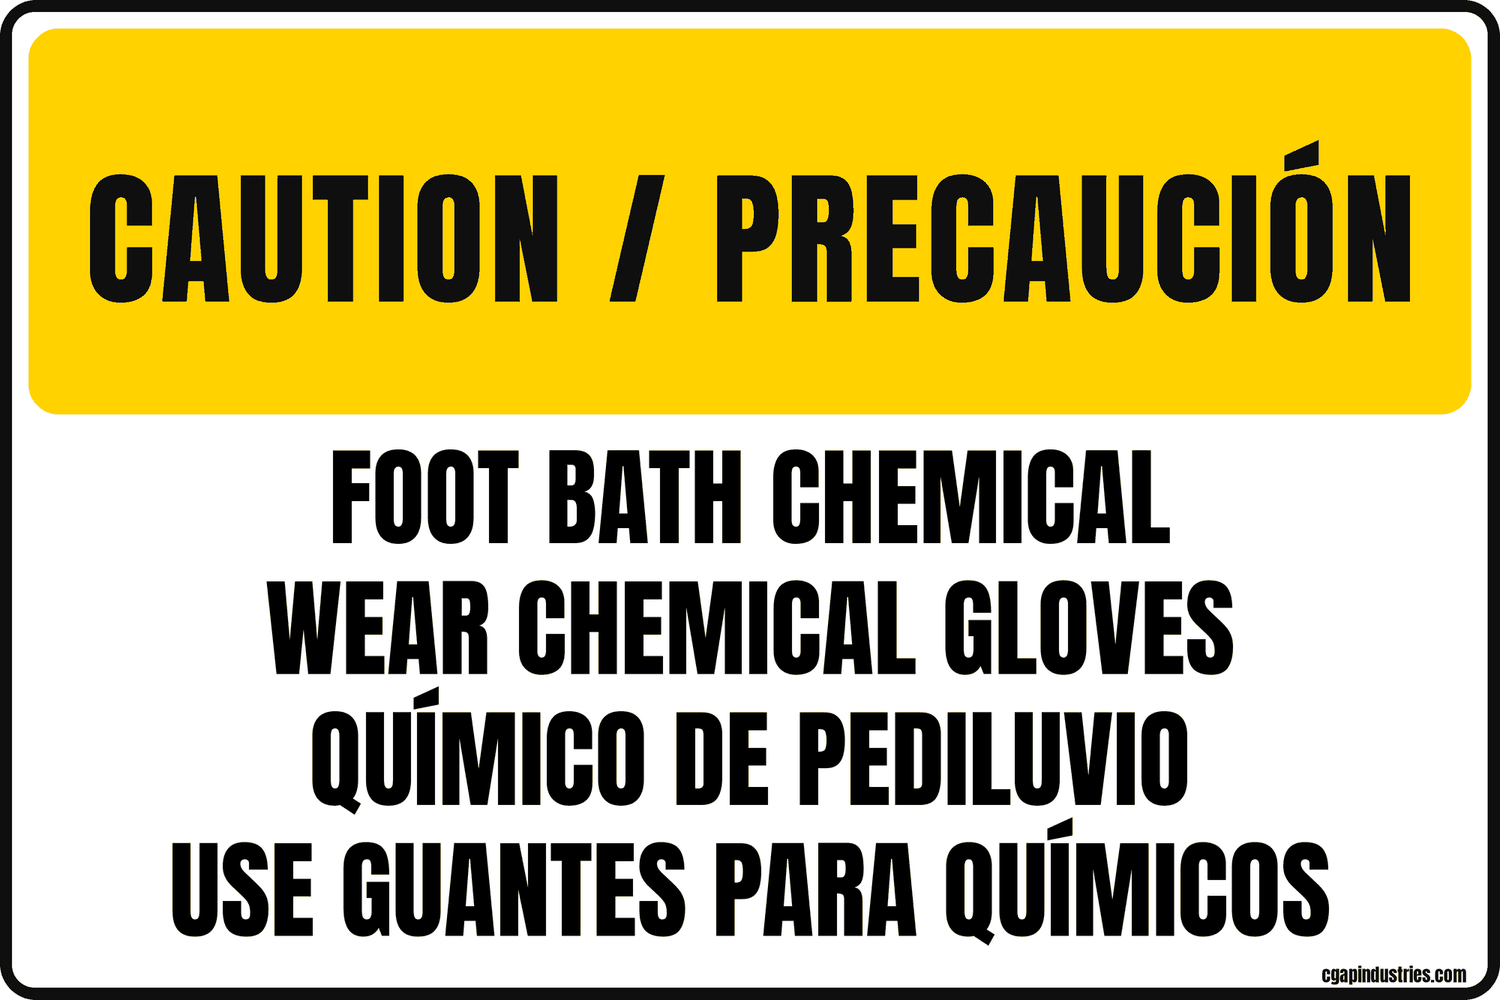 CAUTION / PRECAUCIÓN
FOOT BATH CHEMICAL
WEAR CHEMICAL GLOVES
QUÍMICO DE PEDILUVIO
USE GUANTES PARA QUÍMICOS
cgapindustries.com